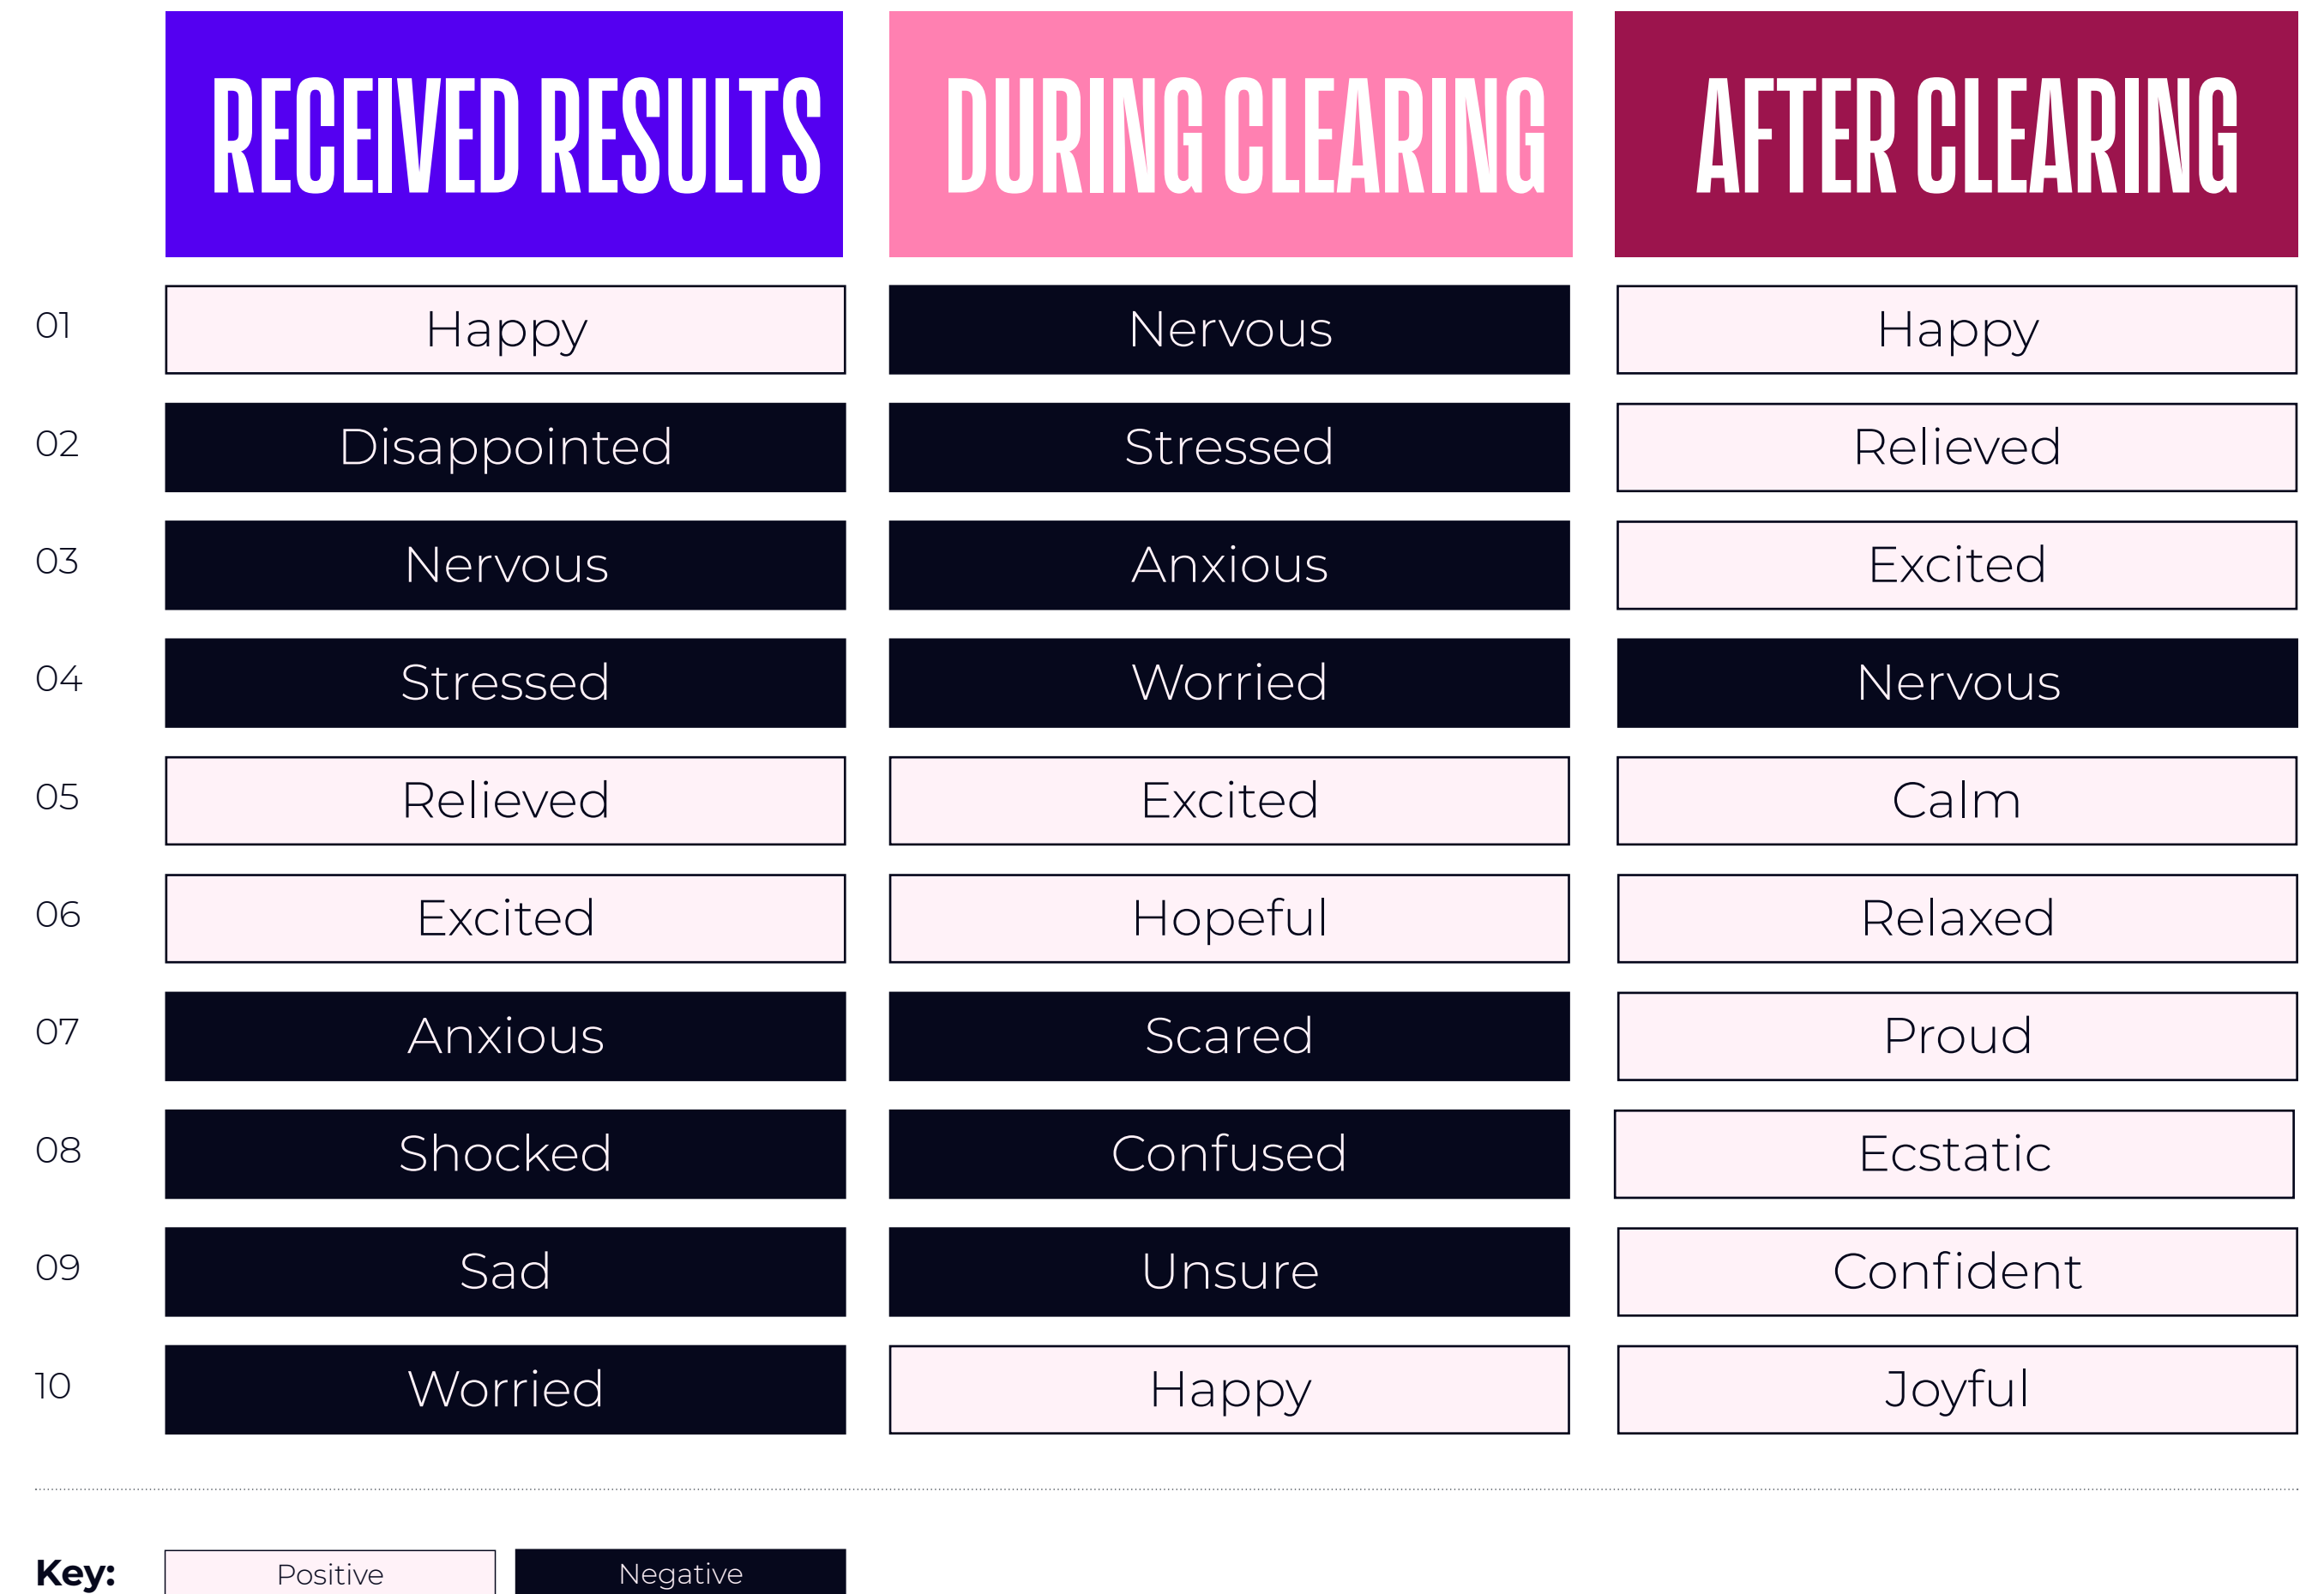 RECEIVED RESULTS DURING CLEARING AFTER CLEARING
01 Happy Nervous Happy
02 Disappointed Stressed Relieved
03 Nervous Anxious Excited
04 Stressed Worried Nervous
05 Relieved Excited Calm
06 Excited Hopeful Relaxed
07 Anxious Scared Proud
08 Shocked Confused Ecstatic
09 Sad Unsure Confident
10 Worried Happy Joyful
Key: Positive Negative